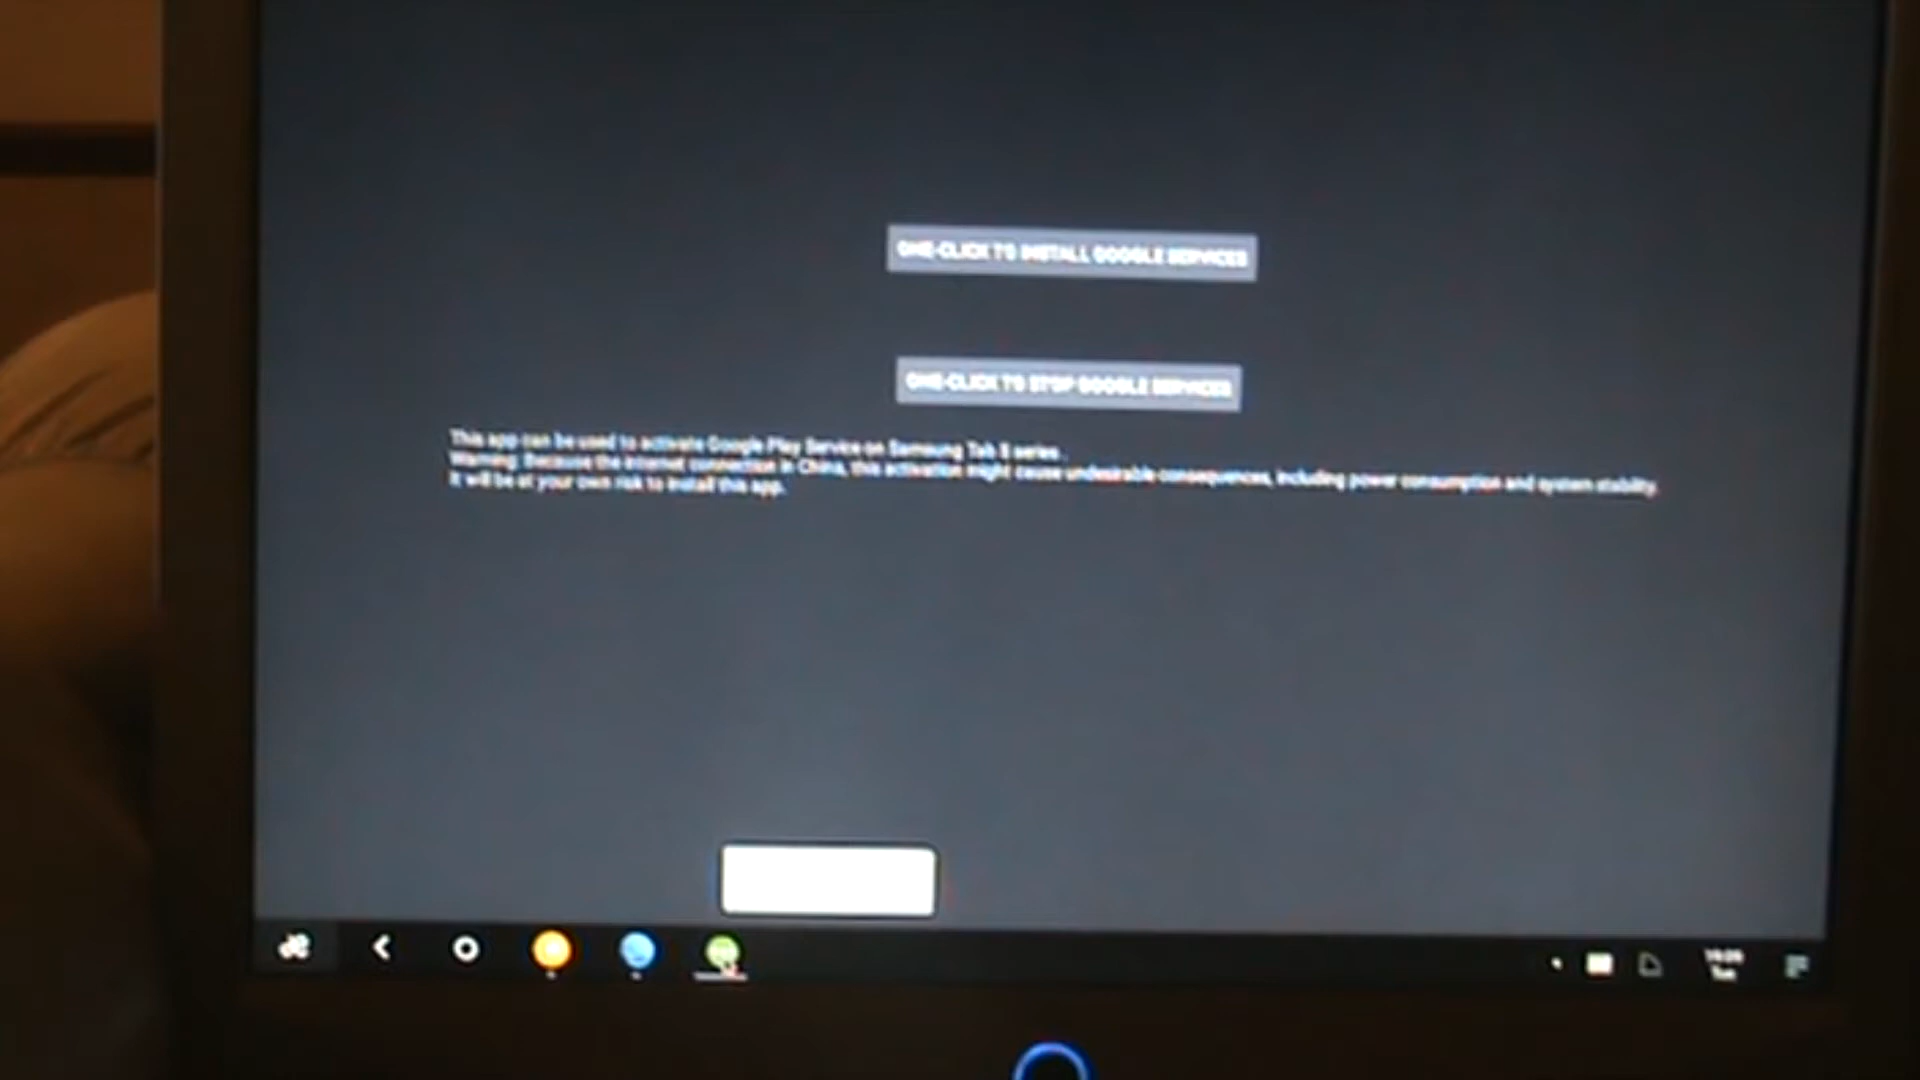 ONE-CLICK TO INSTALL GOOGLE SERVICES
ONE-CLICK TO STOP GOOGLE SERVICES
This app can be used to activate Google Play Service on Samsung Tab S series.
Warning: Because the internet connection in China, this activation might cause undesirable consequences, including power consumption and system stability.
It will be at your own risk to install this app.
Tue